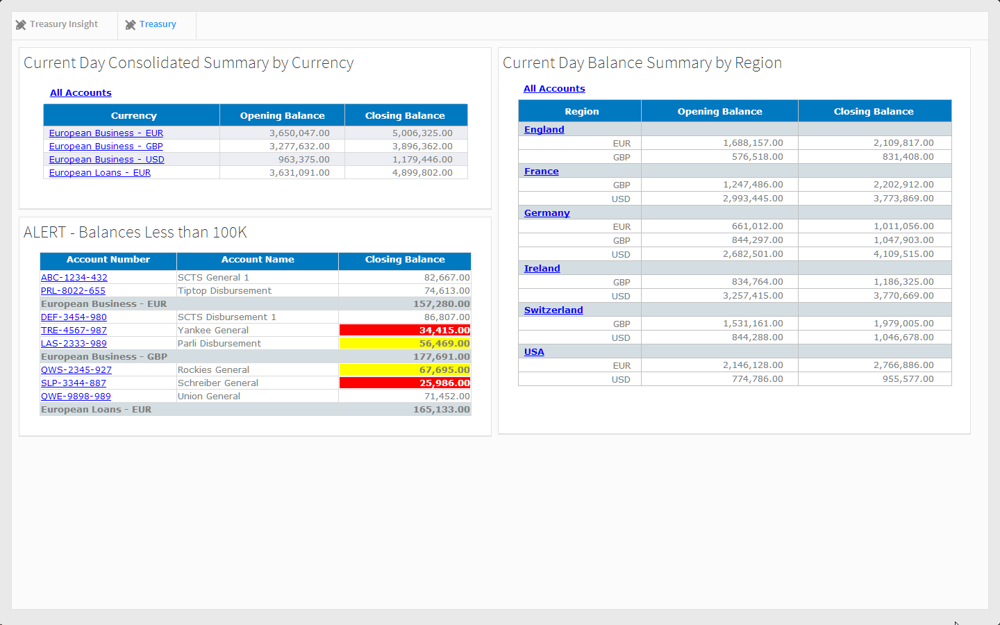 Treasury Insight Treasury
Current Day Consolidated Summary by Currency
All Accounts
Currency Opening Balance Closing Balance
European Business - EUR 3,650,047.00 5,006,325.00
European Business - GBP 3,277,632.00 3,896,362.00
European Business - USD 963,375.00 1,179,446.00
European Loans - EUR 3,631,091.00 4,899,802.00
ALERT - Balances Less than 100K
Account Number Account Name Closing Balance
ABC-1234-432 SCTS General 1 82,667.00
PRL-8022-655 Tiptop Disbursement 74,613.00
European Business - EUR 157,280.00
DEF-3454-980 SCTS Disbursement 1 86,807.00
TRE-4567-987 Yankee General 34,415.00
LAS-2333-989 Parli Disbursement 56,469.00
European Business - GBP 177,691.00
QWS-2345-927 Rockies General 67,695.00
SLP-3344-887 Schreiber General 25,986.00
QWE-9898-989 Union General 71,452.00
European Loans - EUR 165,133.00
Current Day Balance Summary by Region
All Accounts
Region Opening Balance Closing Balance
England
EUR 1,688,157.00 2,109,817.00
GBP 576,518.00 831,408.00
France
GBP 1,247,486.00 2,202,912.00
USD 2,993,445.00 3,773,869.00
Germany
EUR 661,012.00 1,011,056.00
GBP 844,297.00 1,047,903.00
USD 2,682,501.00 4,109,515.00
Ireland
GBP 834,764.00 1,186,325.00
USD 3,257,415.00 3,770,669.00
Switzerland
GBP 1,531,161.00 1,979,005.00
USD 844,288.00 1,046,678.00
USA
EUR 2,146,128.00 2,766,886.00
USD 774,786.00 955,577.00